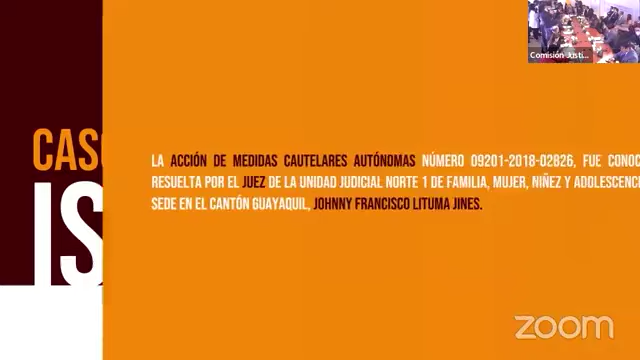 Comisión Justi...
CASO
IS
LA ACCIÓN DE MEDIDAS CAUTELARES AUTÓNOMAS NÚMERO 09201-2018-02826, FUE CONOC
RESUELTA POR EL JUEZ DE LA UNIDAD JUDICIAL NORTE 1 DE FAMILIA, MUJER, NIÑEZ Y ADOLESCENC
SEDE EN EL CANTÓN GUAYAQUIL, JOHNNY FRANCISCO LITUMA JINES.
zoom